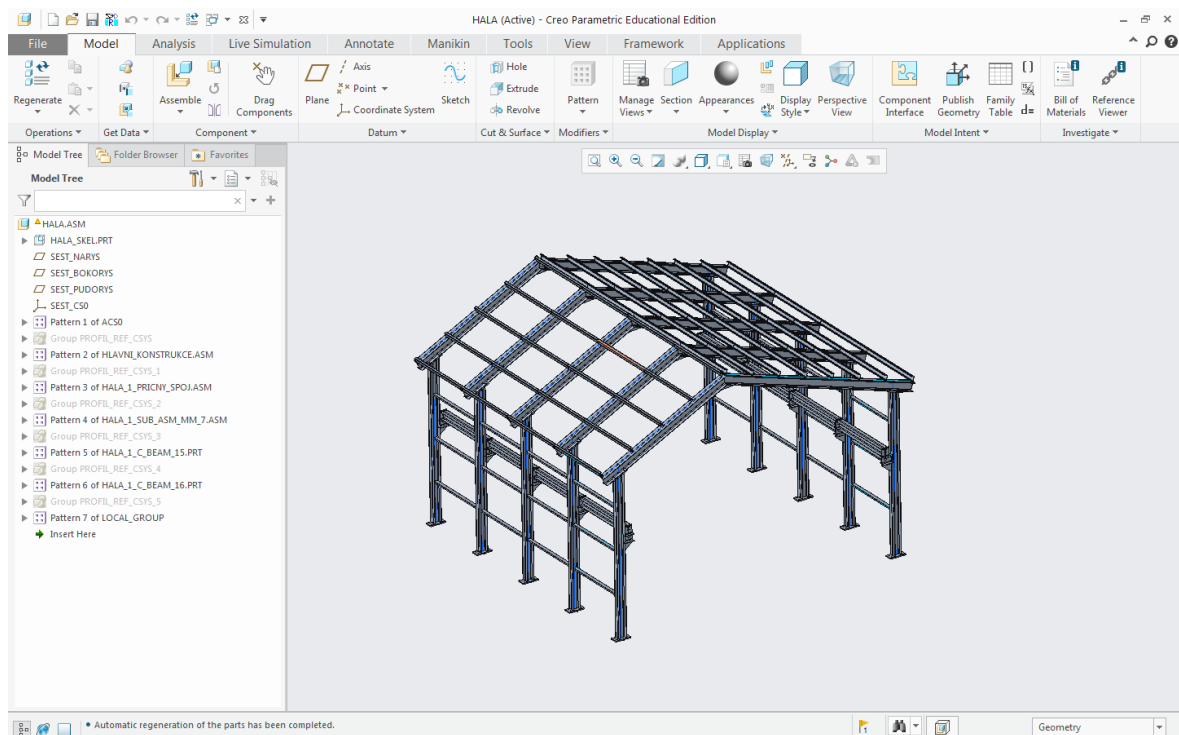 HALA (Active) - Creo Parametric Educational Edition
File Model Analysis Live Simulation Annotate Manikin Tools View Framework Applications
Regenerate
Assemble
Drag Components
Plane
Axis
Point
Coordinate System
Sketch
Hole
Extrude
Revolve
Pattern
Manage Views
Section
Appearances
Display Style
Perspective View
Component Interface
Publish Geometry
Family Table
d=
Bill of Materials
Reference Viewer
Operations Get Data Component Datum Cut & Surface Modifiers Model Display Model Intent Investigate
Model Tree Folder Browser Favorites
Model Tree
HALA.ASM
HALA_SKEL.PRT
SEST_NARYS
SEST_BOKORYS
SEST_PUDORYS
SEST_CS0
Pattern 1 of ACS0
Group PROFIL_REF_CSYS
Pattern 2 of HLAVNI_KONSTRUKCE.ASM
Group PROFIL_REF_CSYS_1
Pattern 3 of HALA_1_PRICNY_SPOJ.ASM
Group PROFIL_REF_CSYS_2
Pattern 4 of HALA_1_SUB_ASM_MM_7.ASM
Group PROFIL_REF_CSYS_3
Pattern 5 of HALA_1_C_BEAM_15.PRT
Group PROFIL_REF_CSYS_4
Pattern 6 of HALA_1_C_BEAM_16.PRT
Group PROFIL_REF_CSYS_5
Pattern 7 of LOCAL_GROUP
Insert Here
• Automatic regeneration of the parts has been completed.
1
Geometry